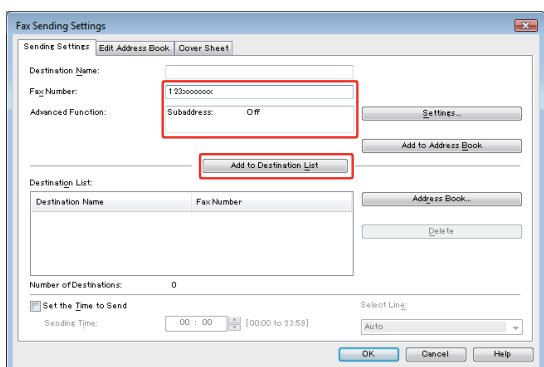 Fax Sending Settings
Sending Settings Edit Address Book Cover Sheet
Destination Name:
Fax Number: 123xxxxxxx
Advanced Function: Subaddress: Off Settings...
Add to Address Book
Add to Destination List
Destination List:
Destination Name Fax Number Address Book...
Delete
Number of Destinations: 0
Set the Time to Send Select Line:
Sending Time: 00 : 00 [00:00 to 23:59] Auto
OK Cancel Help